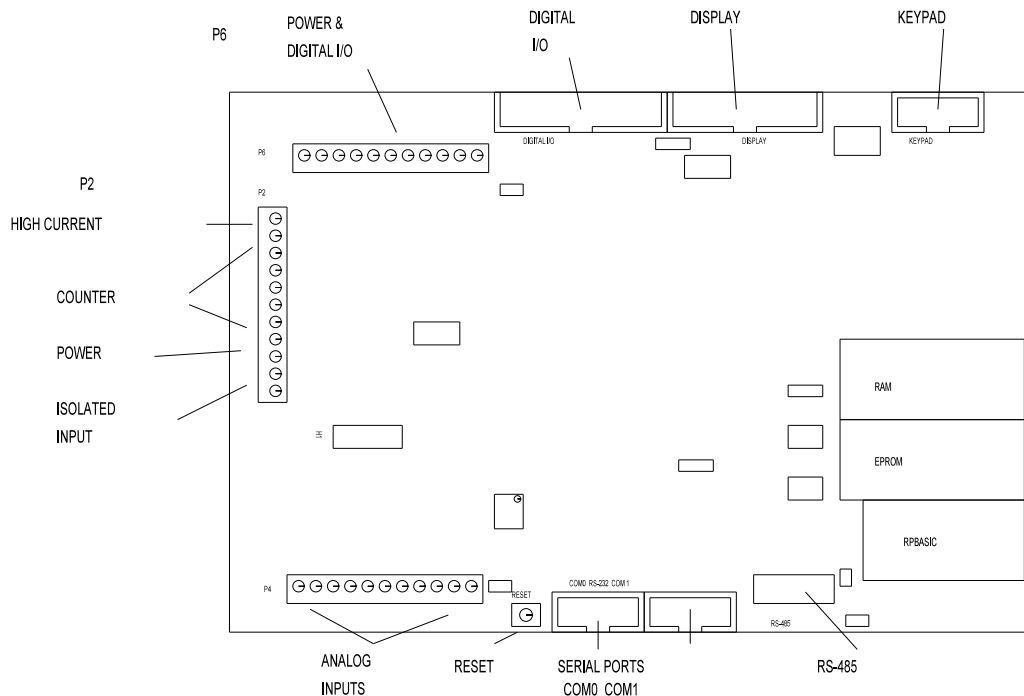 P6
POWER &
DIGITAL I/O
DIGITAL
I/O
DISPLAY
KEYPAD
DIGITAL I/O
DISPLAY
KEYPAD
P6
P2
P2
HIGH CURRENT
COUNTER
POWER
ISOLATED
INPUT
H1
RAM
EPROM
RPBASIC
P4
RESET
COM0 RS-232 COM1
RS-485
ANALOG
INPUTS
RESET
SERIAL PORTS
COM0 COM1
RS-485